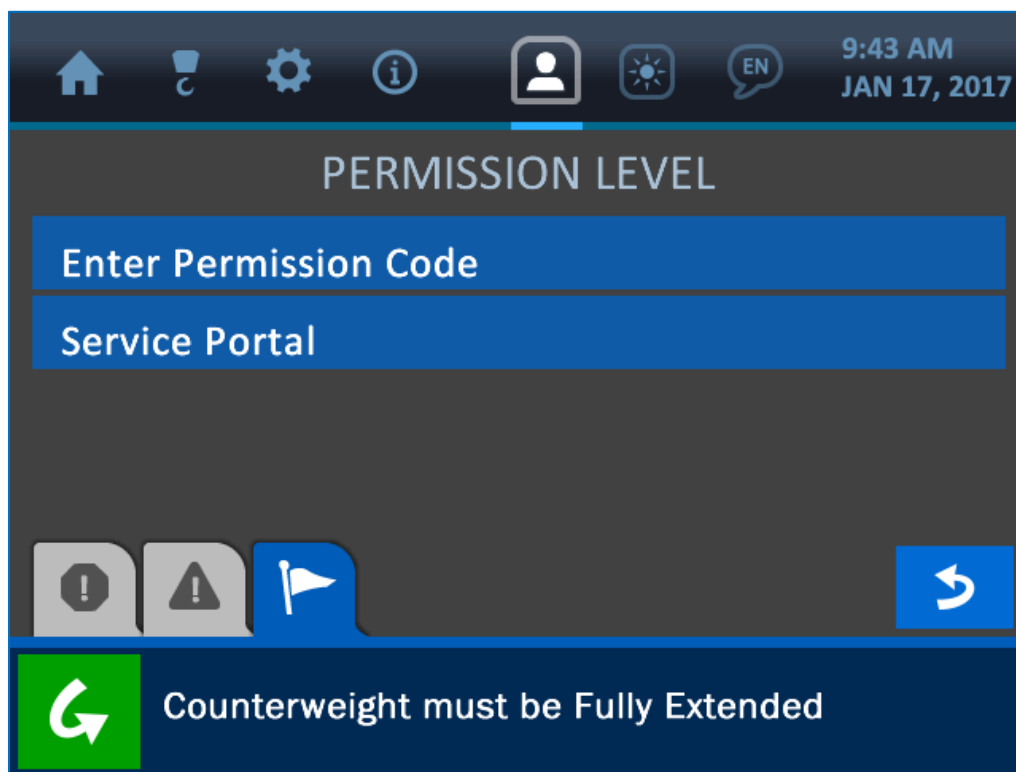 EN
9:43 AM
JAN 17, 2017
PERMISSION LEVEL
Enter Permission Code
Service Portal
Counterweight must be Fully Extended